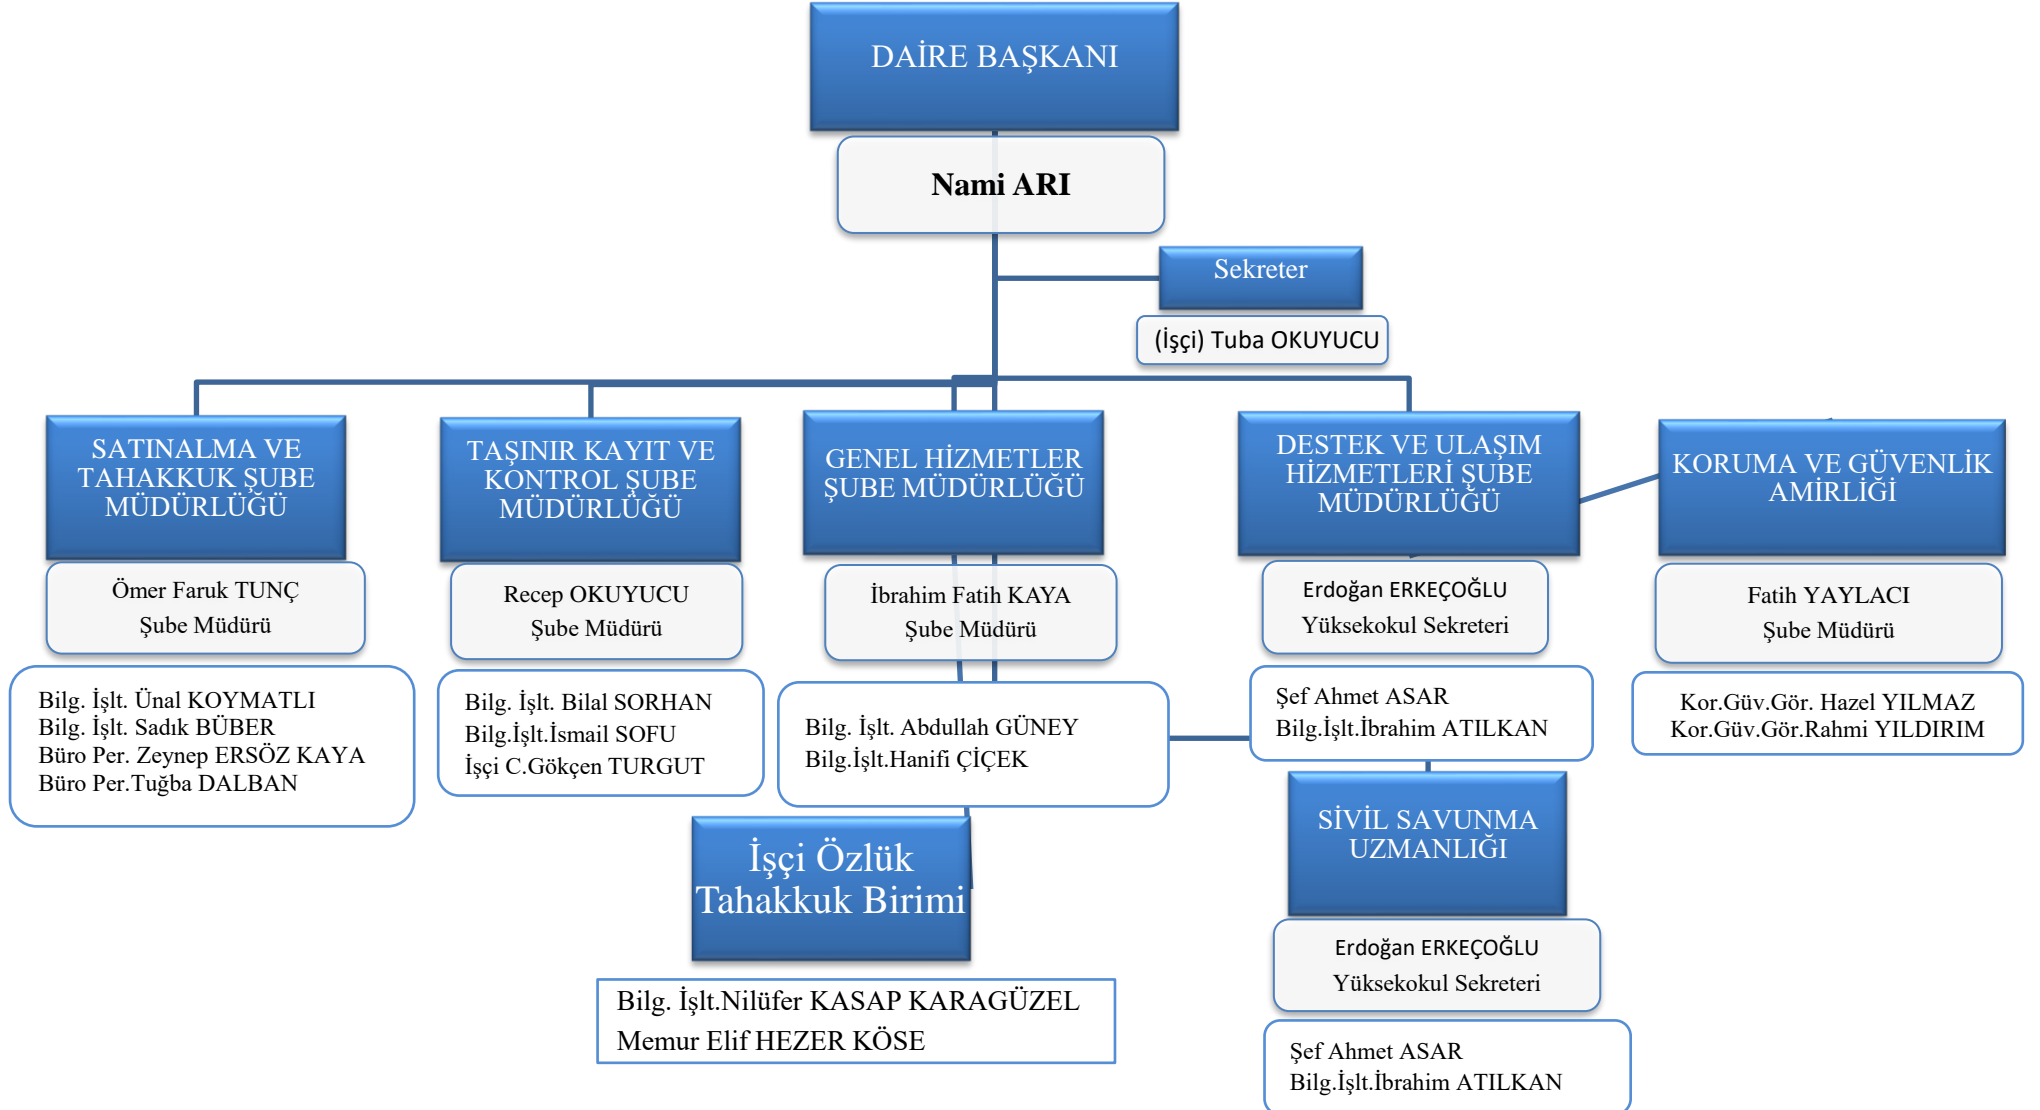 DAİRE BAŞKANI
Nami ARI
Sekreter
(İşçi) Tuba OKUYUCU
SATINALMA VE
TAHAKKUK ŞUBE
MÜDÜRLÜĞÜ
Ömer Faruk TUNÇ
Şube Müdürü
Bilg. İşlt. Ünal KOYMATLI
Bilg. İşlt. Sadık BÜBER
Büro Per. Zeynep ERSÖZ KAYA
Büro Per.Tuğba DALBAN
TAŞINIR KAYIT VE
KONTROL ŞUBE
MÜDÜRLÜĞÜ
Recep OKUYUCU
Şube Müdürü
Bilg. İşlt. Bilal SORHAN
Bilg.İşlt.İsmail SOFU
İşçi C.Gökçen TURGUT
GENEL HİZMETLER
ŞUBE MÜDÜRLÜĞÜ
İbrahim Fatih KAYA
Şube Müdürü
Bilg. İşlt. Abdullah GÜNEY
Bilg.İşlt.Hanifi ÇİÇEK
DESTEK VE ULAŞIM
HİZMETLERİ ŞUBE
MÜDÜRLÜĞÜ
Erdoğan ERKEÇOĞLU
Yüksekokul Sekreteri
Şef Ahmet ASAR
Bilg.İşlt.İbrahim ATILKAN
KORUMA VE GÜVENLİK
AMİRLİĞİ
Fatih YAYLACI
Şube Müdürü
Kor.Güv.Gör. Hazel YILMAZ
Kor.Güv.Gör.Rahmi YILDIRIM
İşçi Özlük
Tahakkuk Birimi
Bilg. İşlt.Nilüfer KASAP KARAGÜZEL
Memur Elif HEZER KÖSE
SİVİL SAVUNMA
UZMANLIĞI
Erdoğan ERKEÇOĞLU
Yüksekokul Sekreteri
Şef Ahmet ASAR
Bilg.İşlt.İbrahim ATILKAN